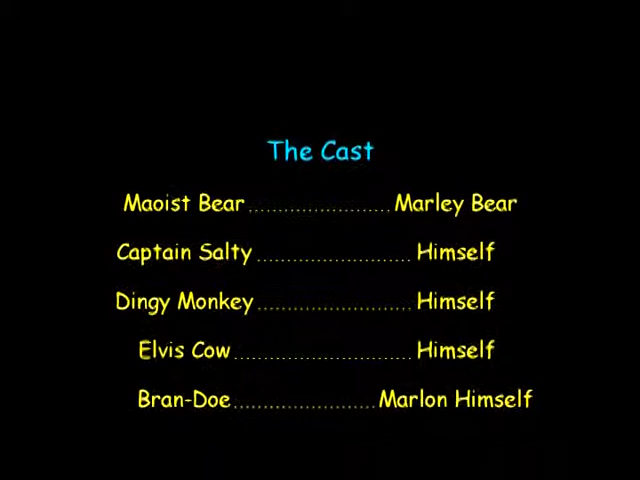 The Cast
Maoist Bear........................Marley Bear
Captain Salty..........................Himself
Dingy Monkey..........................Himself
Elvis Cow..............................Himself
Bran-Doe........................Marlon Himself